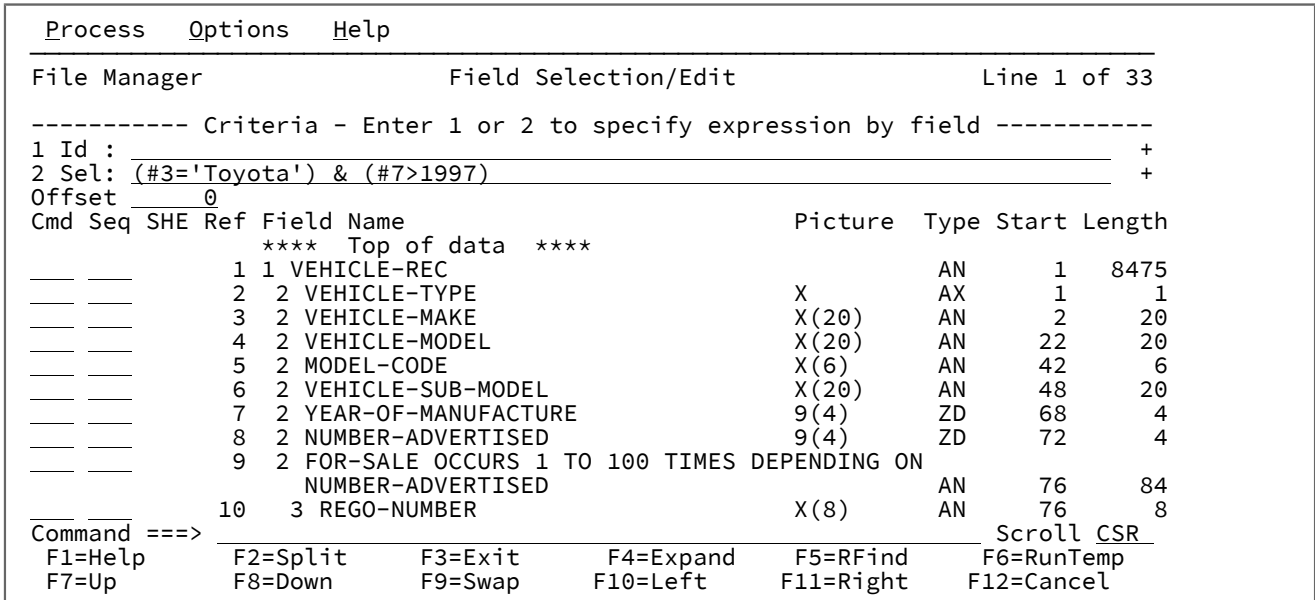 Process Options Help
File Manager Field Selection/Edit Line 1 of 33
----------- Criteria - Enter 1 or 2 to specify expression by field -----------
1 Id : +
2 Sel: (#3='Toyota') & (#7>1997) +
Offset 0
Cmd Seq SHE Ref Field Name Picture Type Start Length
**** Top of data ****
1 1 VEHICLE-REC AN 1 8475
2 2 VEHICLE-TYPE X AX 1 1
3 2 VEHICLE-MAKE X(20) AN 2 20
4 2 VEHICLE-MODEL X(20) AN 22 20
5 2 MODEL-CODE X(6) AN 42 6
6 2 VEHICLE-SUB-MODEL X(20) AN 48 20
7 2 YEAR-OF-MANUFACTURE 9(4) ZD 68 4
8 2 NUMBER-ADVERTISED 9(4) ZD 72 4
9 2 FOR-SALE OCCURS 1 TO 100 TIMES DEPENDING ON
NUMBER-ADVERTISED AN 76 84
10 3 REGO-NUMBER X(8) AN 76 8
Command ===> Scroll CSR
F1=Help F2=Split F3=Exit F4=Expand F5=RFind F6=RunTemp
F7=Up F8=Down F9=Swap F10=Left F11=Right F12=Cancel